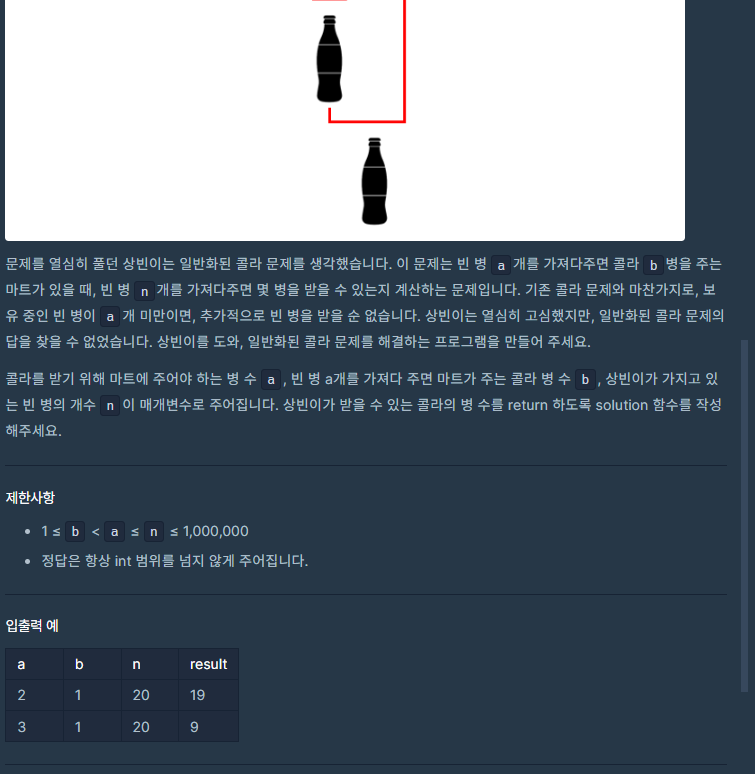 문제를 열심히 풀던 상빈이는 일반화된 콜라 문제를 생각했습니다. 이 문제는 빈 병 a개를 가져다주면 콜라 b병을 주는
마트가 있을 때, 빈 병 n개를 가져다주면 몇 병을 받을 수 있는지 계산하는 문제입니다. 기존 콜라 문제와 마찬가지로, 보
유 중인 빈 병이 a개 미만이면, 추가적으로 빈 병을 받을 순 없습니다. 상빈이는 열심히 고심했지만, 일반화된 콜라 문제의
답을 찾을 수 없었습니다. 상빈이를 도와, 일반화된 콜라 문제를 해결하는 프로그램을 만들어 주세요.
콜라를 받기 위해 마트에 주어야 하는 병 수 a, 빈 병 a개를 가져다 주면 마트가 주는 콜라 병 수 b, 상빈이가 가지고 있
는 빈 병의 개수 n이 매개변수로 주어집니다. 상빈이가 받을 수 있는 콜라의 병 수를 return 하도록 solution 함수를 작성
해주세요.
제한사항
• 1 ≤ b < a ≤ n ≤ 1,000,000
• 정답은 항상 int 범위를 넘지 않게 주어집니다.
입출력 예
a b n result
2 1 20 19
3 1 20 9